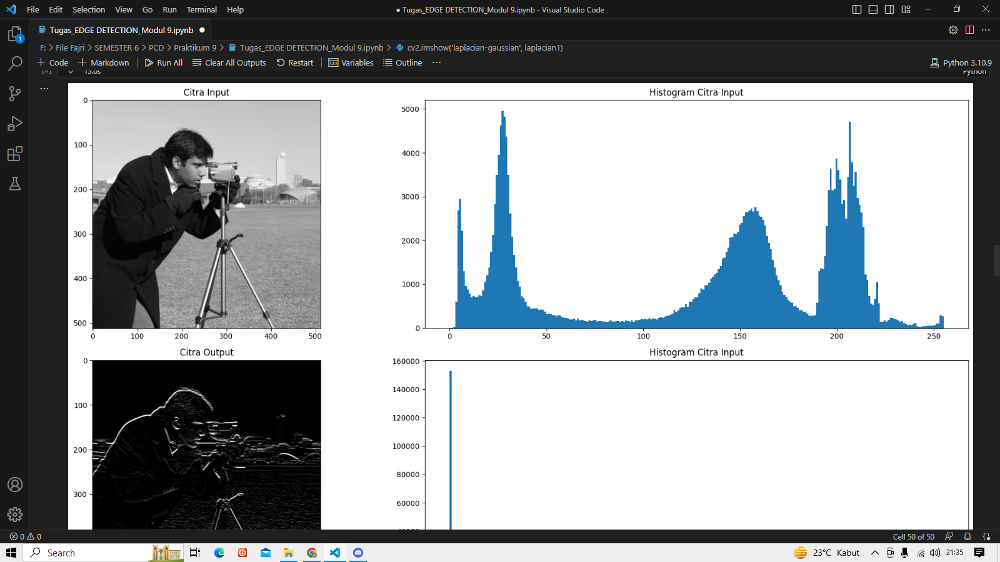 File Edit Selection View Go Run Terminal Help
● Tugas_EDGE DETECTION_Modul 9.ipynb - Visual Studio Code
Tugas_EDGE DETECTION_Modul 9.ipynb ●
F: > File Fajri > SEMESTER 6 > PCD > Praktikum 9 > Tugas_EDGE DETECTION_Modul 9.ipynb > cv2.imshow('laplacian-gaussian', laplacian1)
+ Code + Markdown Run All Clear All Outputs Restart Variables Outline ... Python 3.10.9
13.0s Python
1
...
Citra Input
0
100
200
300
400
500
0 100 200 300 400 500
Histogram Citra Input
5000
4000
3000
2000
1000
0
0 50 100 150 200 250
Citra Output
0
100
200
300
Histogram Citra Input
160000
140000
120000
100000
80000
60000
0 0 Cell 50 of 50
Search 23°C Kabut 21:35